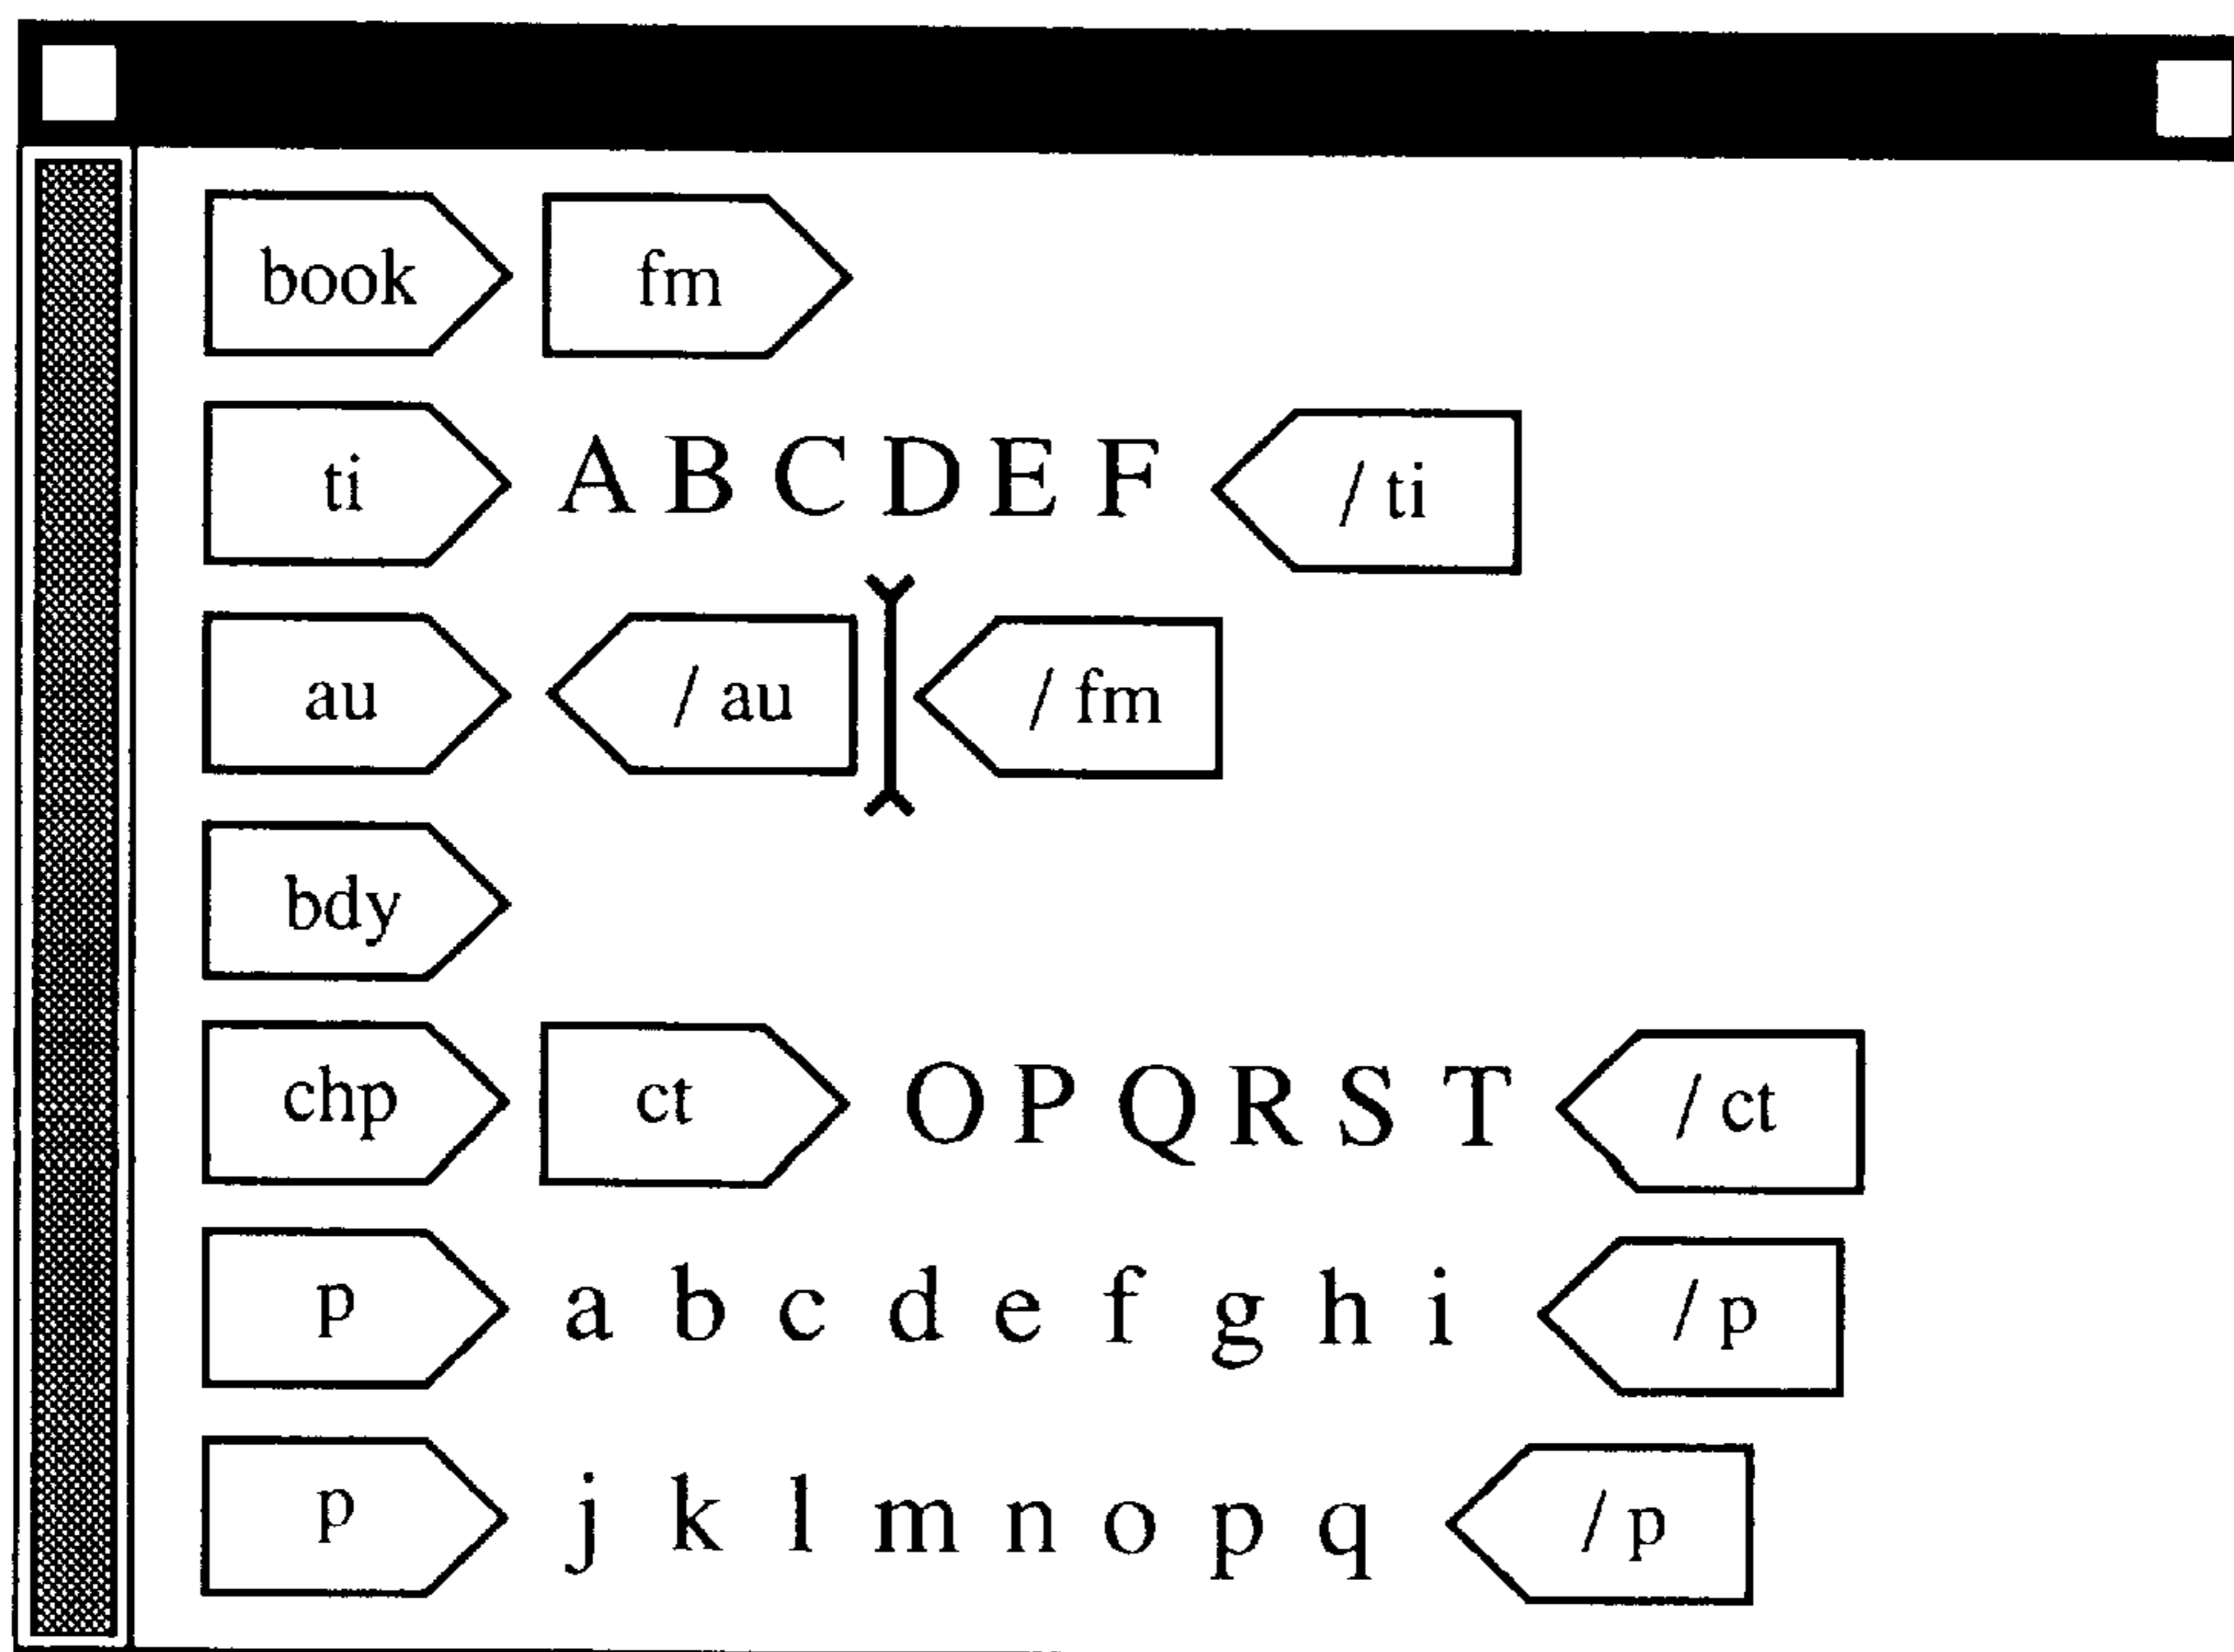 book fm
ti A B C D E F / ti
au / au / fm
bdy
chp ct O P Q R S T / ct
p a b c d e f g h i / p
p j k l m n o p q / p